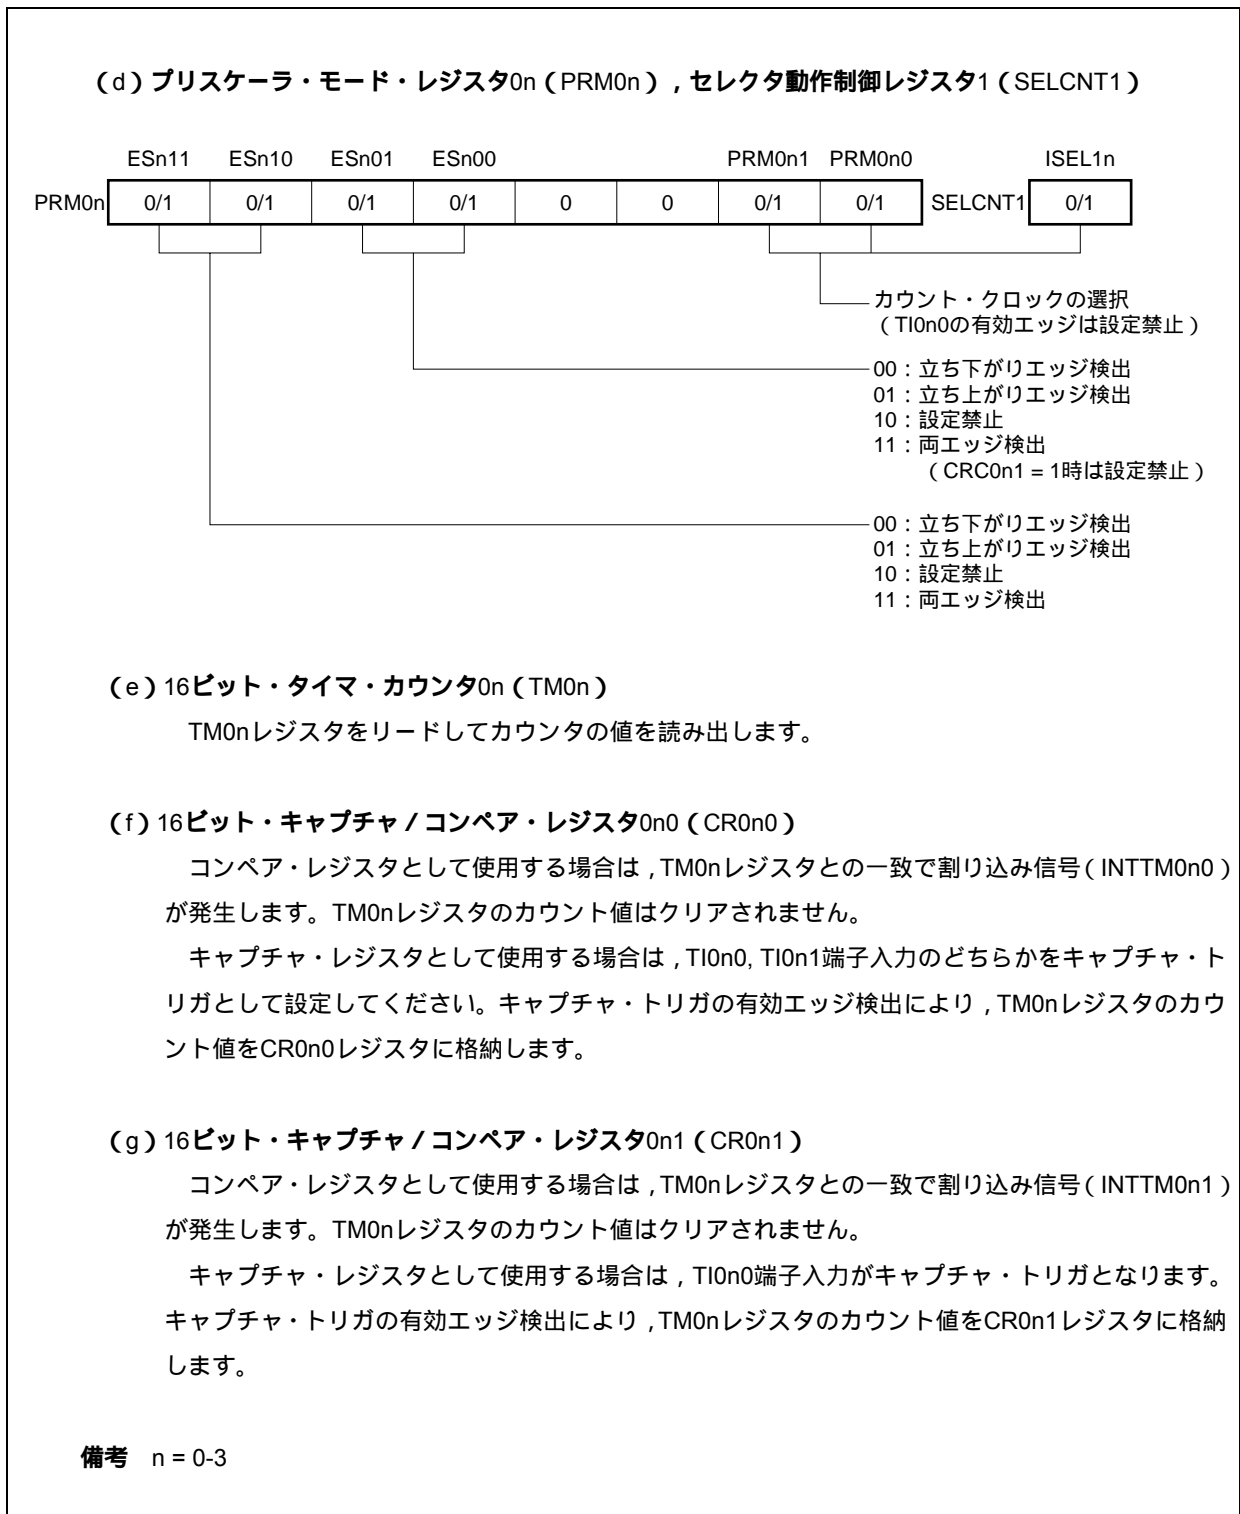 (d) プリスケーラ・モード・レジスタ0n（PRM0n），セレクタ動作制御レジスタ1（SELCNT1）
ESn11 ESn10 ESn01 ESn00 PRM0n1 PRM0n0 ISEL1n
PRM0n 0/1 0/1 0/1 0/1 0 0 0/1 0/1 SELCNT1 0/1
カウント・クロックの選択
（TI0n0の有効エッジは設定禁止）
00：立ち下がりエッジ検出
01：立ち上がりエッジ検出
10：設定禁止
11：両エッジ検出
（CRC0n1 = 1時は設定禁止）
00：立ち下がりエッジ検出
01：立ち上がりエッジ検出
10：設定禁止
11：両エッジ検出
(e) 16ビット・タイマ・カウンタ0n（TM0n）
TM0nレジスタをリードしてカウンタの値を読み出します。
(f) 16ビット・キャプチャ／コンペア・レジスタ0n0（CR0n0）
コンペア・レジスタとして使用する場合は，TM0nレジスタとの一致で割り込み信号（INTTM0n0）
が発生します。TM0nレジスタのカウント値はクリアされません。
キャプチャ・レジスタとして使用する場合は，TI0n0, TI0n1端子入力のどちらかをキャプチャ・ト
リガとして設定してください。キャプチャ・トリガの有効エッジ検出により，TM0nレジスタのカウ
ント値をCR0n0レジスタに格納します。
(g) 16ビット・キャプチャ／コンペア・レジスタ0n1（CR0n1）
コンペア・レジスタとして使用する場合は，TM0nレジスタとの一致で割り込み信号（INTTM0n1）
が発生します。TM0nレジスタのカウント値はクリアされません。
キャプチャ・レジスタとして使用する場合は，TI0n0端子入力がキャプチャ・トリガとなります。
キャプチャ・トリガの有効エッジ検出により，TM0nレジスタのカウント値をCR0n1レジスタに格納
します。
備考 n = 0-3